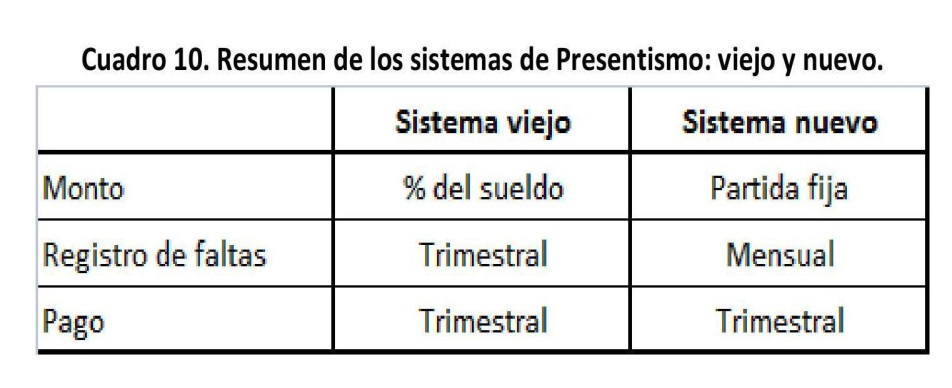 Cuadro 10. Resumen de los sistemas de Presentismo: viejo y nuevo.
Sistema viejo Sistema nuevo
Monto % del sueldo Partida fija
Registro de faltas Trimestral Mensual
Pago Trimestral Trimestral